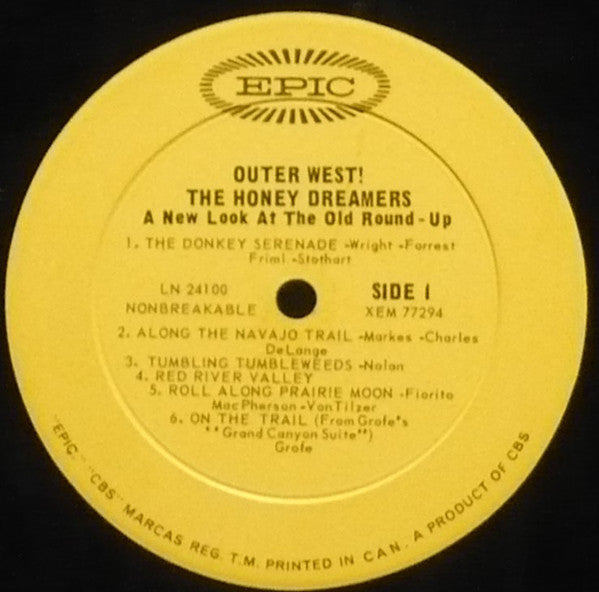 EPIC
OUTER WEST!
THE HONEY DREAMERS
A New Look At The Old Round-Up
1. THE DONKEY SERENADE -Wright -Forrest
Friml -Stothart
LN 24100
NONBREAKABLE
SIDE 1
XEM 77294
2. ALONG THE NAVAJO TRAIL -Markes -Charles
DeLange
3. TUMBLING TUMBLEWEEDS -Nolan
4. RED RIVER VALLEY
5. ROLL ALONG PRAIRIE MOON -Fiorito
MacPherson -VonTilzer
6. ON THE TRAIL (From Grofe's
"Grand Canyon Suite")
Grofe
"EPIC," "CBS" MARCAS REG. T.M. PRINTED IN CAN. A PRODUCT OF CBS